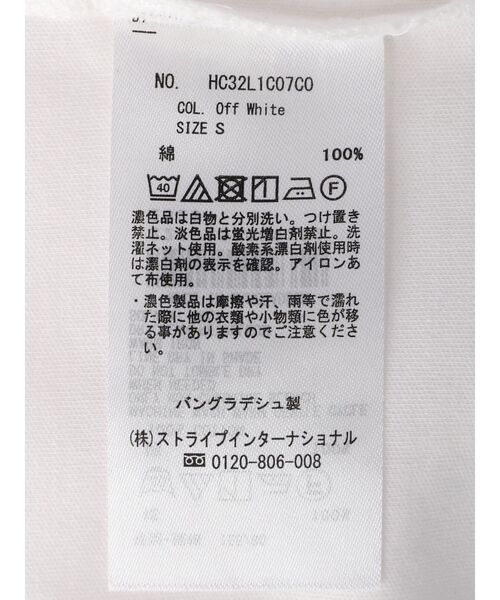 NO. HC32L1C07C0
COL. Off White
SIZE S
綿 100%
40
F
濃色品は白物と分別洗い。つけ置き
禁止。淡色品は蛍光増白剤禁止。洗
濯ネット使用。酸素系漂白剤使用時
は漂白剤の表示を確認。アイロンあ
て布使用。
・濃色製品は摩擦や汗、雨等で濡れ
た際に他の衣類や小物類に色が移
る事がありますのでご注意くださ
い。
バングラデシュ製
(株)ストライプインターナショナル
0120-806-008